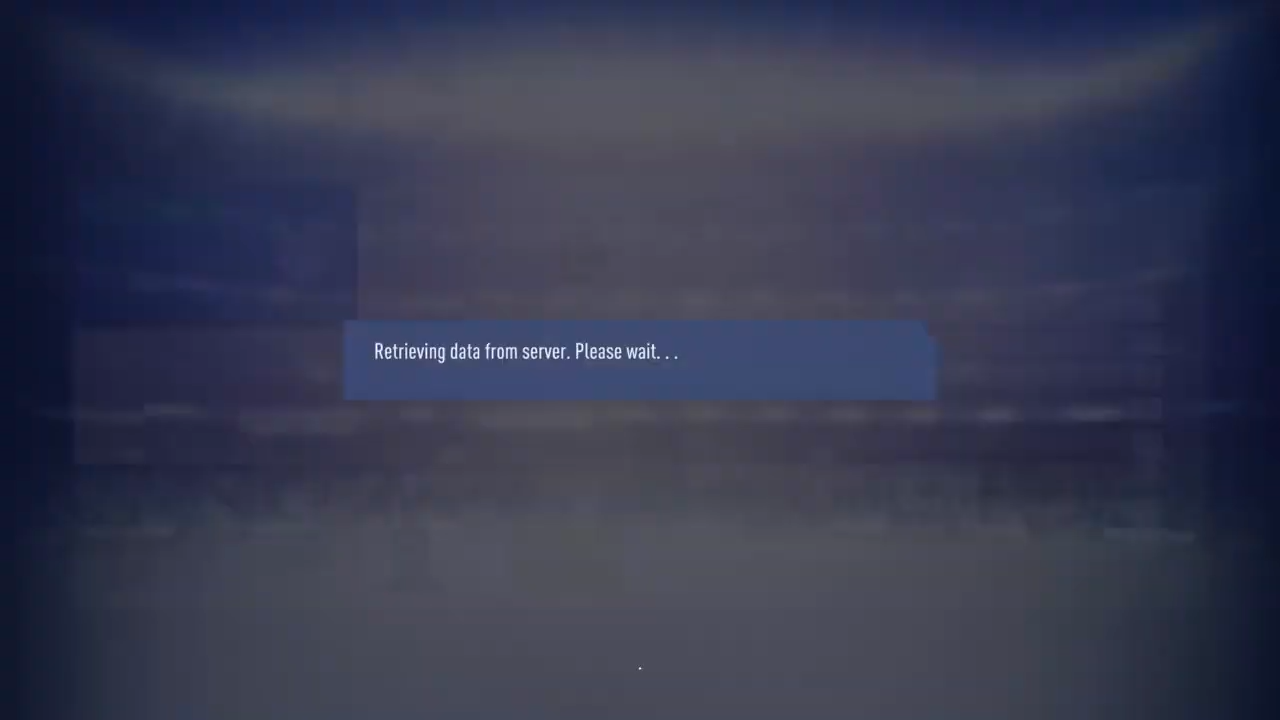 Retrieving data from server. Please wait. . .